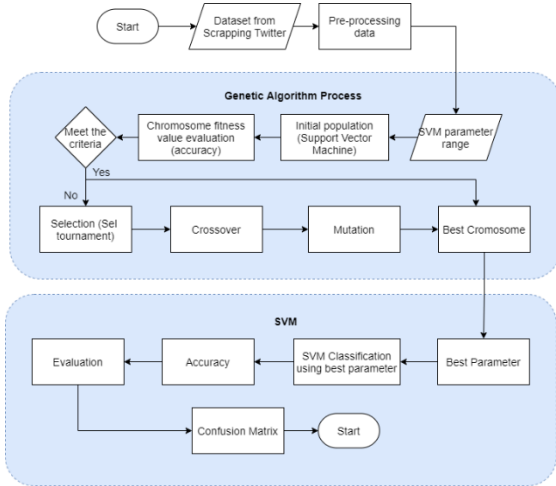 Start
Dataset from
Scrapping Twitter
Pre-processing
data
Genetic Algorithm Process
Meet the
criteria
Chromosome fitness
value evaluation
(accuracy)
Initial population
(Support Vector
Machine)
SVM parameter
range
Yes
No
Selection (Sel
tournament)
Crossover
Mutation
Best Cromosome
SVM
Evaluation
Accuracy
SVM Classification
using best parameter
Best Parameter
Confusion Matrix
Start